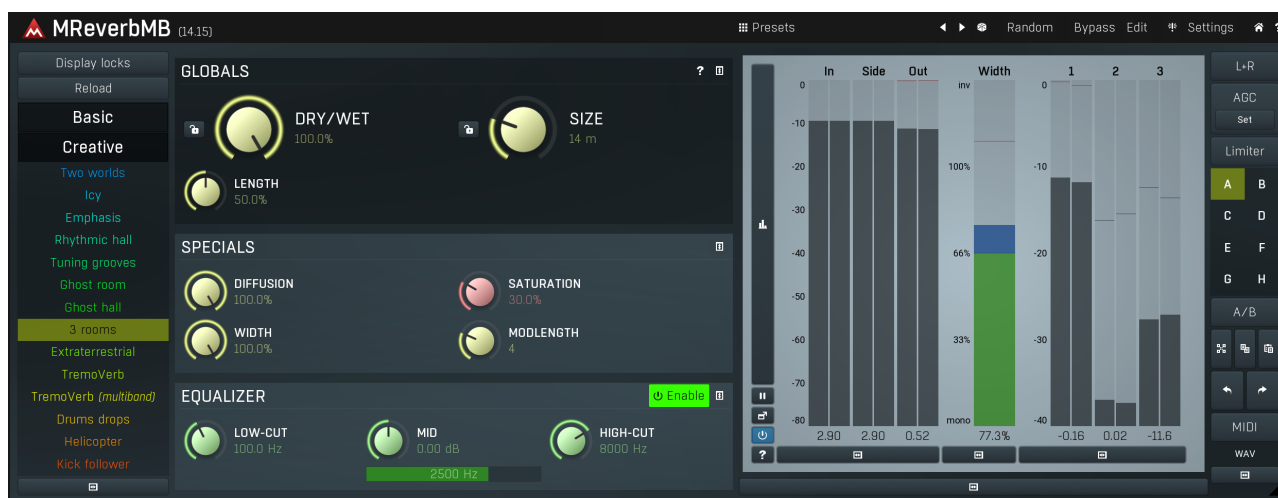 MReverbMB (14.15)
Presets
Random
Bypass
Edit
Settings
?
Display locks
Reload
Basic
Creative
Two worlds
Icy
Emphasis
Rhythmic hall
Tuning grooves
Ghost room
Ghost hall
3 rooms
Extraterrestrial
TremoVerb
TremoVerb (multiband)
Drums drops
Helicopter
Kick follower
GLOBALS
?
DRY/WET
100.0%
SIZE
14 m
LENGTH
50.0%
SPECIALS
DIFFUSION
100.0%
SATURATION
30.0%
WIDTH
100.0%
MODLENGTH
4
EQUALIZER
Enable
LOW-CUT
100.0 Hz
MID
0.00 dB
HIGH-CUT
8000 Hz
2500 Hz
In Side Out Width 1 2 3
0 inv 0
-10
-20 100% -10
-30
-40 66% -20
-50
-60 33% -30
-70
-80 mono -40
2.90 2.90 0.52 77.3% -0.16 0.02 -11.6
?
L+R
AGC
Set
Limiter
A B
C D
E F
G H
A/B
MIDI
WAV